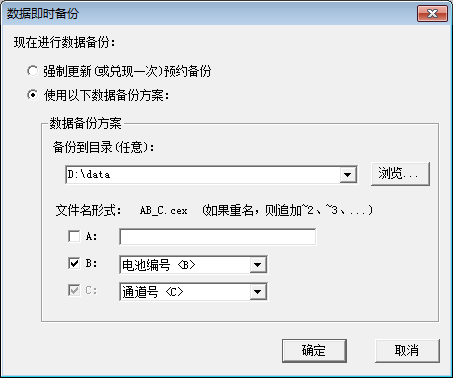 数据即时备份
现在进行数据备份：
强制更新(或兑现一次)预约备份
使用以下数据备份方案：
数据备份方案
备份到目录(任意)：
D:\data
浏览...
文件名形式： AB_C.cex （如果重名，则追加~2、~3、...）
A:
B: 电池编号 <B>
C: 通道号 <C>
确定 取消